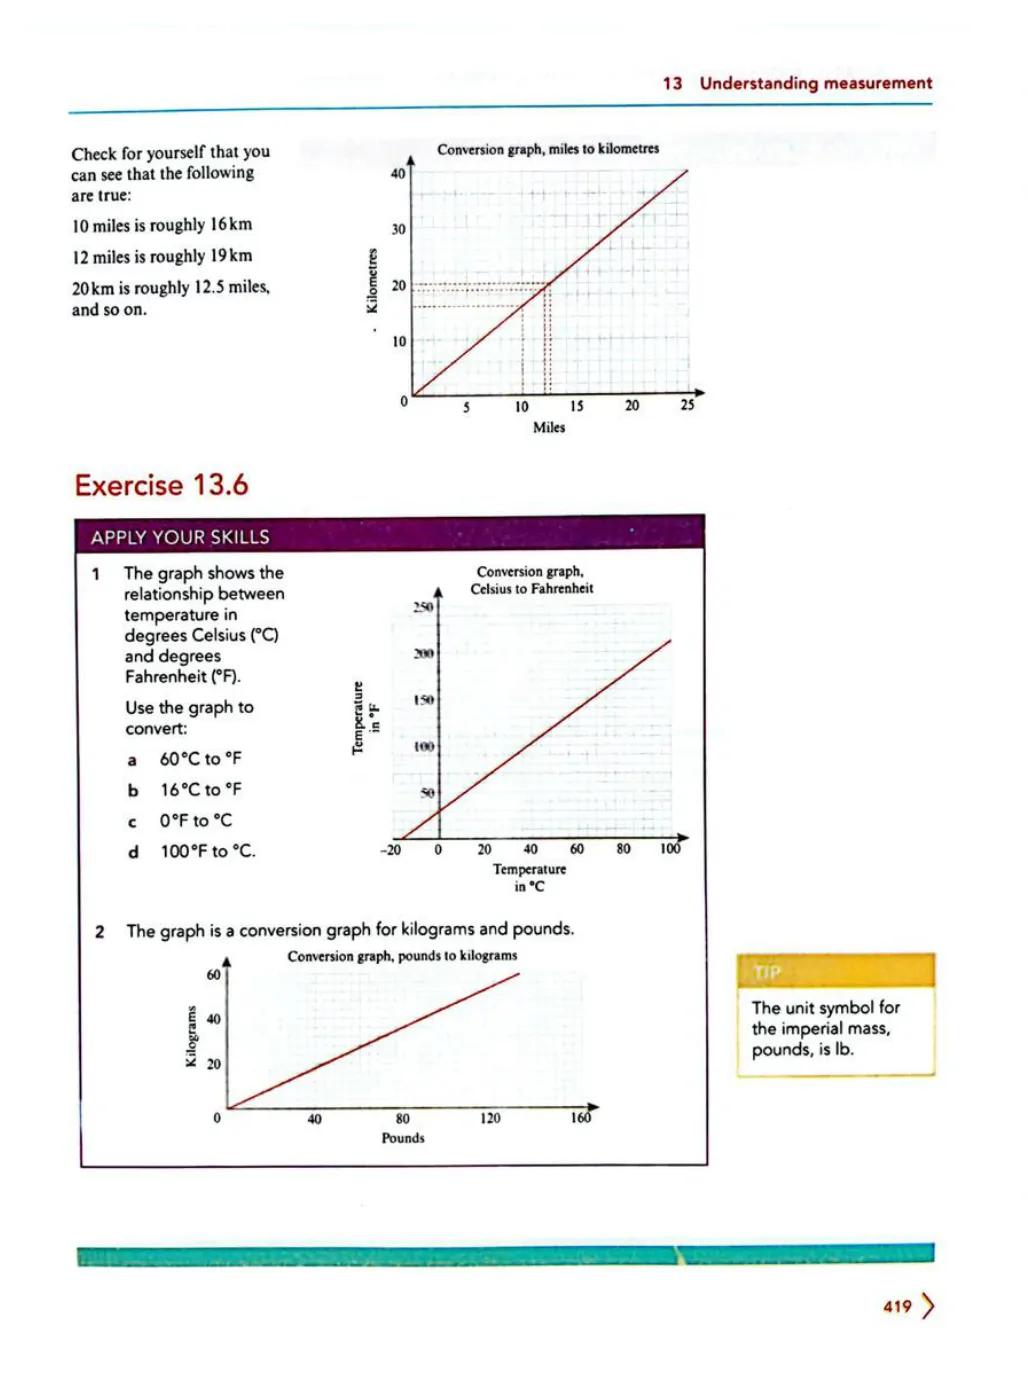 13 Understanding measurement
Check for yourself that you
can see that the following
are true:
10 miles is roughly 16 km
12 miles is roughly 19 km
20 km is roughly 12.5 miles,
and so on.
Conversion graph, miles to kilometres
Kilometres
40
30
20
10
0
5 10 15 20 25
Miles
Exercise 13.6
APPLY YOUR SKILLS
1 The graph shows the
relationship between
temperature in
degrees Celsius (°C)
and degrees
Fahrenheit (°F).
Use the graph to
convert:
a 60°C to °F
b 16°C to °F
c 0°F to °C
d 100°F to °C.
Conversion graph,
Celsius to Fahrenheit
Temperature
in °F
250
200
150
100
50
-20 0 20 40 60 80 100
Temperature
in °C
2 The graph is a conversion graph for kilograms and pounds.
Conversion graph, pounds to kilograms
Kilograms
60
40
20
0 40 80 120 160
Pounds
TIP
The unit symbol for
the imperial mass,
pounds, is lb.
419